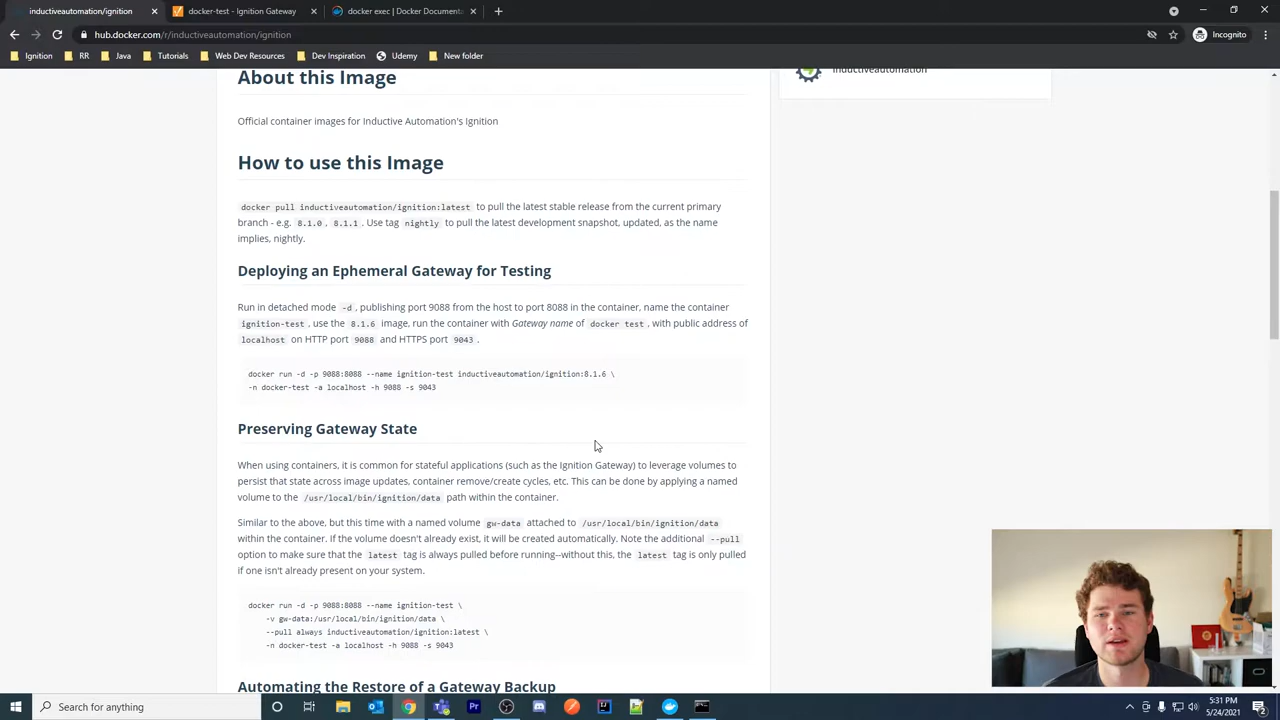 inductiveautomation/ignition
docker-test - Ignition Gateway
docker exec | Docker Documenta
hub.docker.com/r/inductiveautomation/ignition
Incognito
Ignition
RR
Java
Tutorials
Web Dev Resources
Dev Inspiration
Udemy
New folder
About this Image
inductiveautomation
Official container images for Inductive Automation's Ignition
How to use this Image
docker pull inductiveautomation/ignition:latest to pull the latest stable release from the current primary
branch - e.g. 8.1.0, 8.1.1. Use tag nightly to pull the latest development snapshot, updated, as the name
implies, nightly.
Deploying an Ephemeral Gateway for Testing
Run in detached mode -d, publishing port 9088 from the host to port 8088 in the container, name the container
ignition-test, use the 8.1.6 image, run the container with Gateway name of docker test, with public address of
localhost on HTTP port 9088 and HTTPS port 9043.
docker run -d -p 9088:8088 --name ignition-test inductiveautomation/ignition:8.1.6 \
-n docker-test -a localhost -h 9088 -s 9043
Preserving Gateway State
When using containers, it is common for stateful applications (such as the Ignition Gateway) to leverage volumes to
persist that state across image updates, container remove/create cycles, etc. This can be done by applying a named
volume to the /usr/local/bin/ignition/data path within the container.
Similar to the above, but this time with a named volume gw-data attached to /usr/local/bin/ignition/data
within the container. If the volume doesn't already exist, it will be created automatically. Note the additional --pull
option to make sure that the latest tag is always pulled before running--without this, the latest tag is only pulled
if one isn't already present on your system.
docker run -d -p 9088:8088 --name ignition-test \
-v gw-data:/usr/local/bin/ignition/data \
--pull always inductiveautomation/ignition:latest \
-n docker-test -a localhost -h 9088 -s 9043
Automating the Restore of a Gateway Backup
Search for anything
5:31 PM
5/24/2021